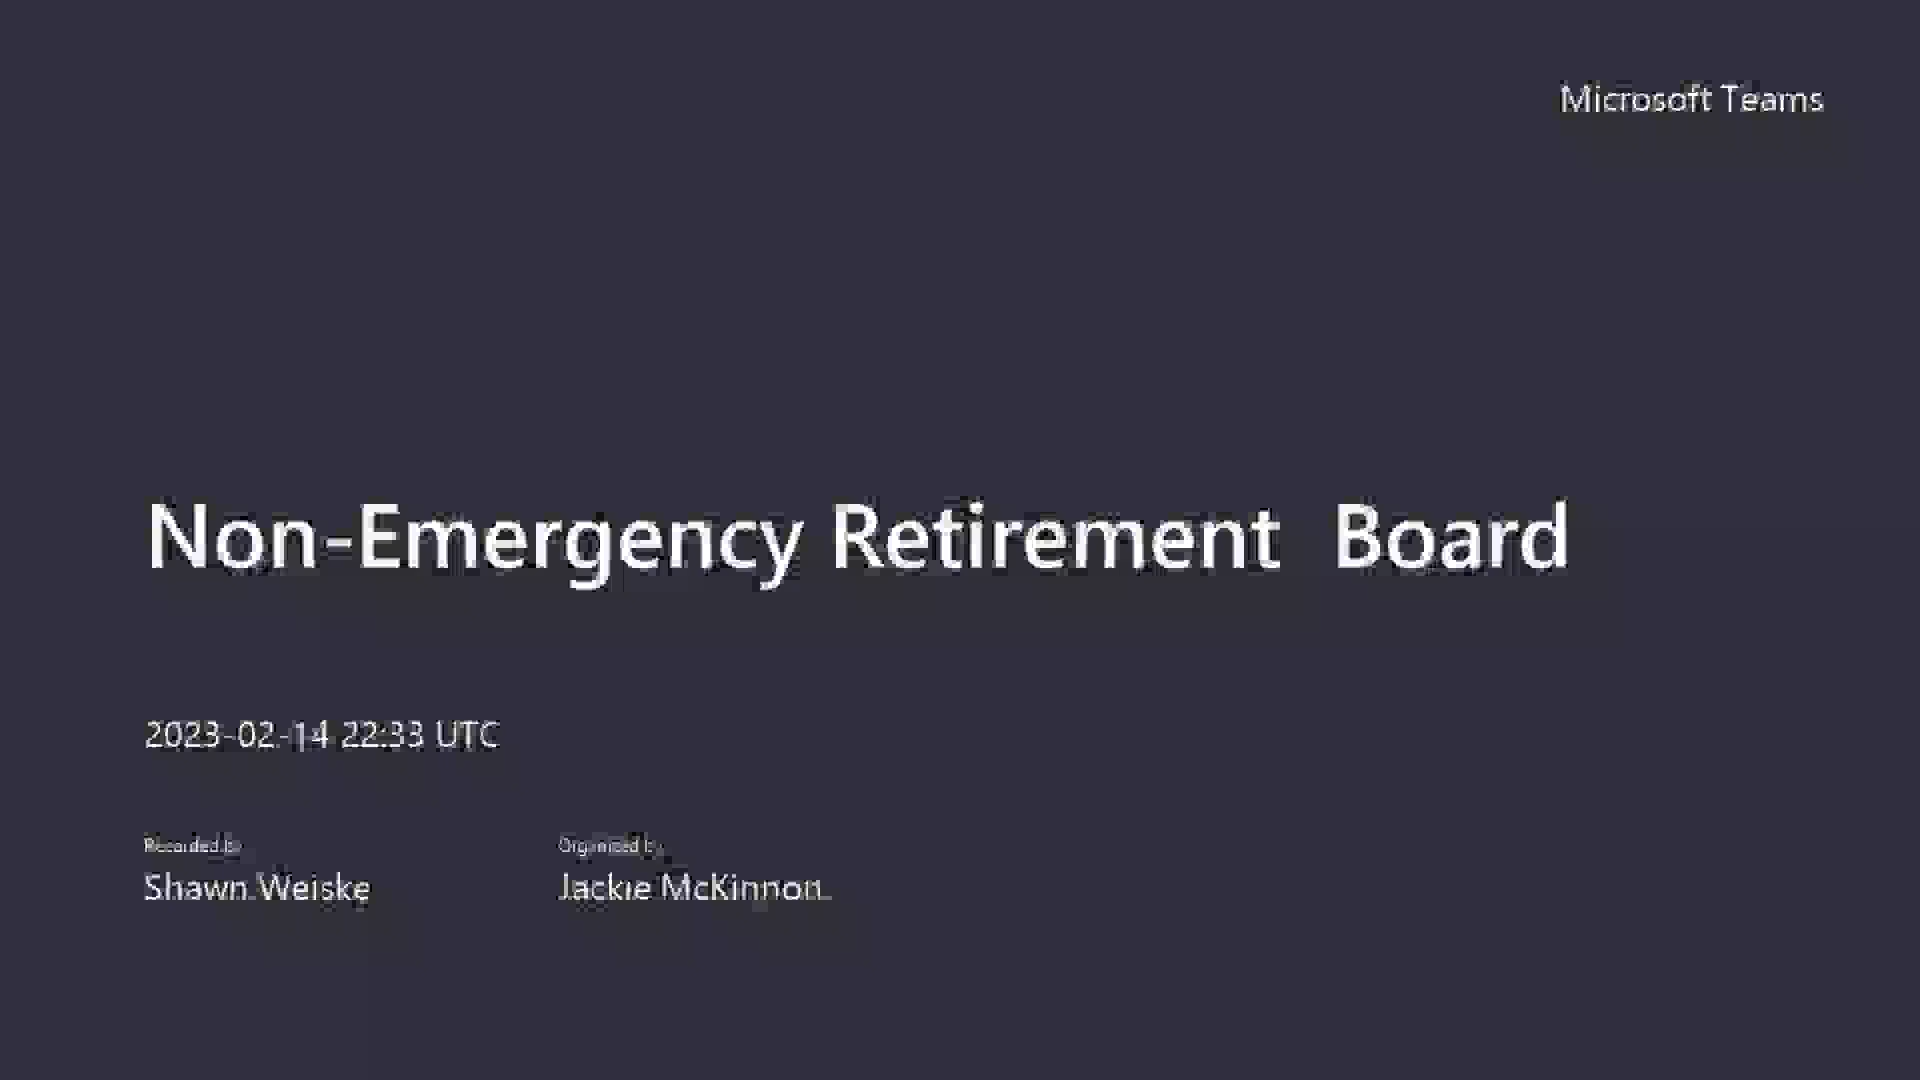 Microsoft Teams
Non-Emergency Retirement  Board
2023-02-14 22:33 UTC
Recorded by
Organized by
Shawn Weiske
Jackie McKinnon